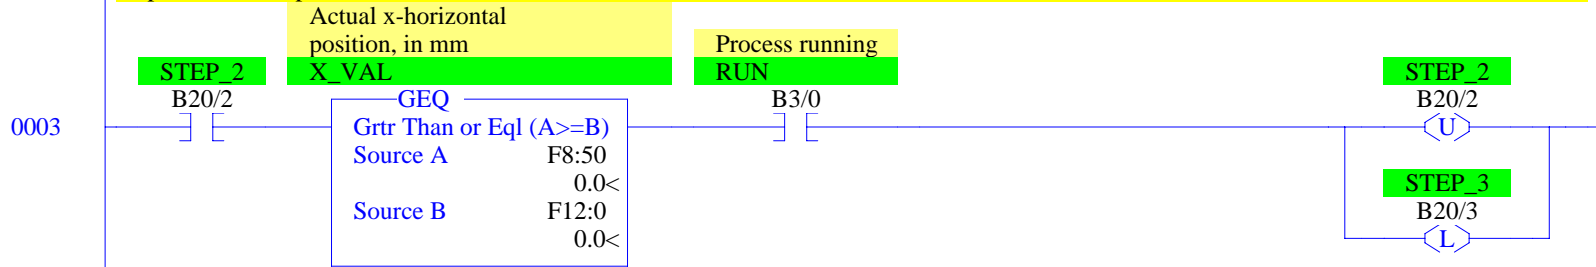 Actual x-horizontal
position, in mm
Process running
STEP_2 X_VAL RUN STEP_2
B20/2 GEQ B3/0 B20/2
0003 Grtr Than or Eql (A>=B) U
Source A F8:50
0.0<
STEP_3
Source B F12:0 B20/3
0.0< L